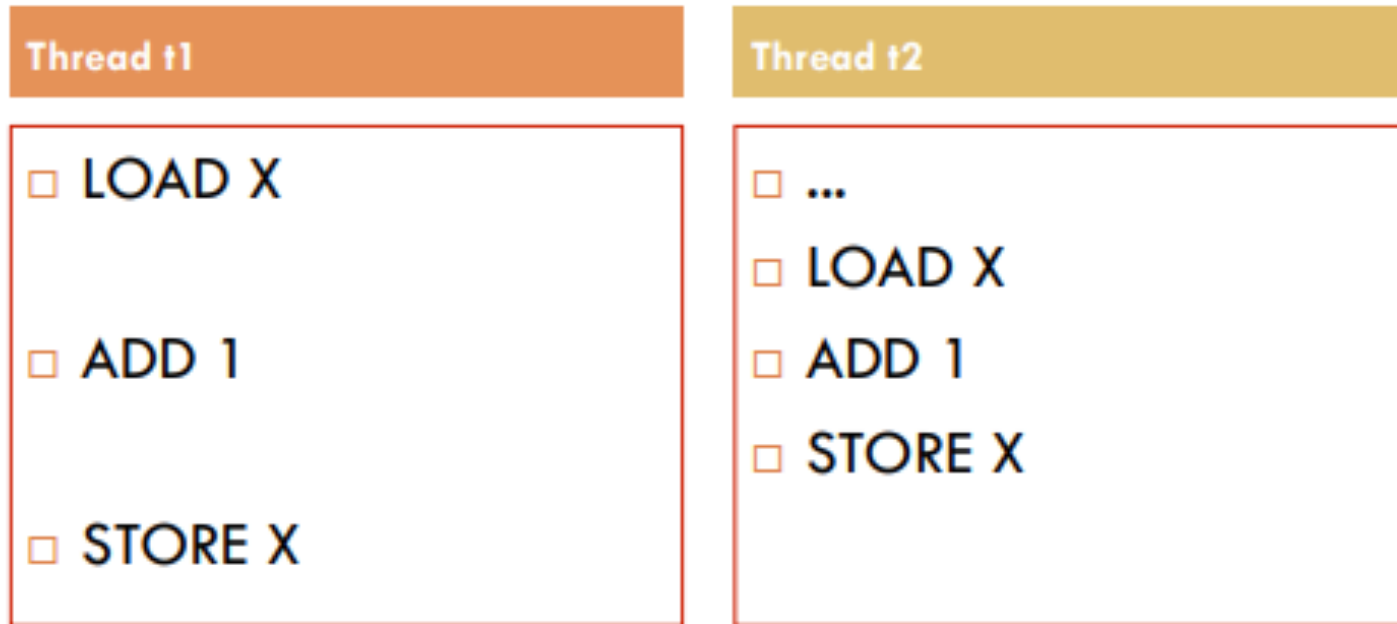 Thread t1
LOAD X
ADD 1
STORE X
Thread t2
...
LOAD X
ADD 1
STORE X